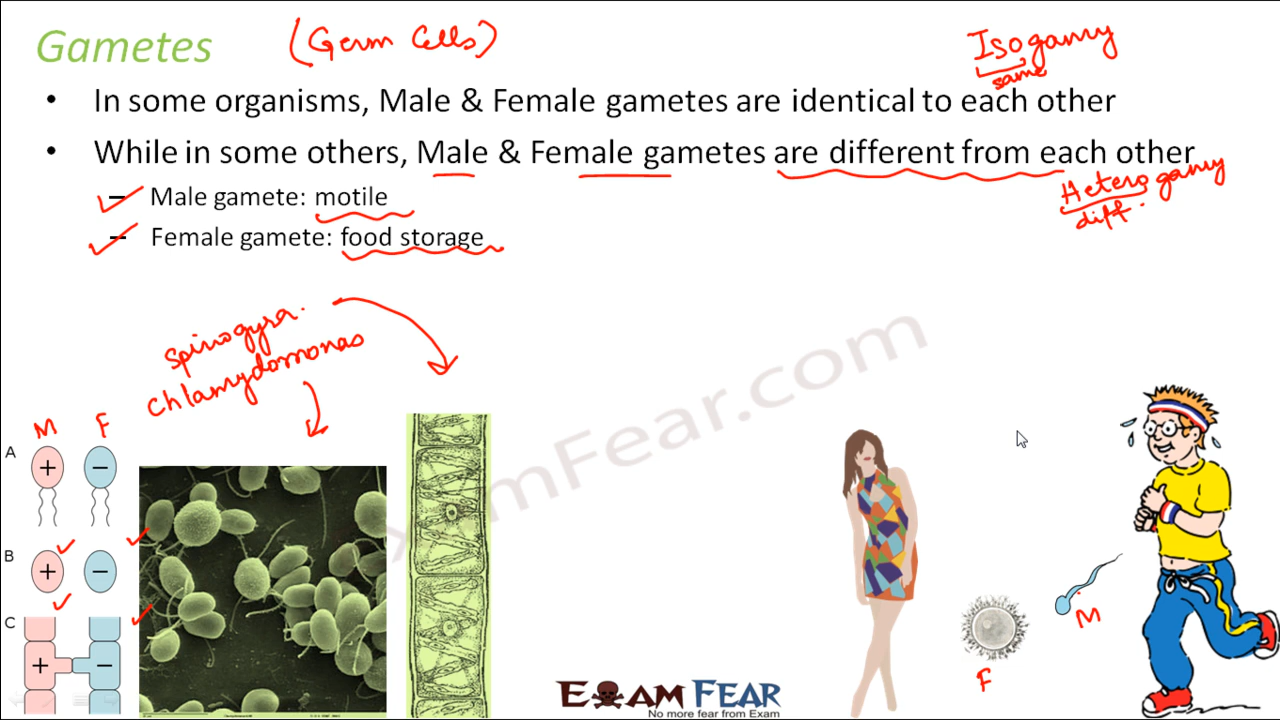 Gametes (Germ Cells)
Isogamy
same
• In some organisms, Male & Female gametes are identical to each other
• While in some others, Male & Female gametes are different from each other
Heterogamy
diff.
– Male gamete: motile
– Female gamete: food storage
Spirogyra.
Chlamydomonas
M F
A + −
B + −
C + −
ExamFear.com
M
F
EXAM FEAR
No more fear from Exam